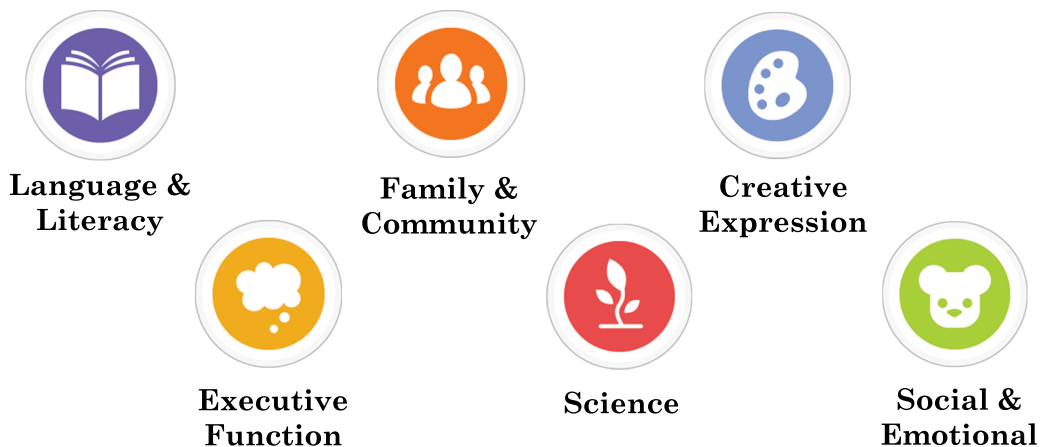 Language &
Literacy
Family &
Community
Creative
Expression
Executive
Function
Science
Social &
Emotional